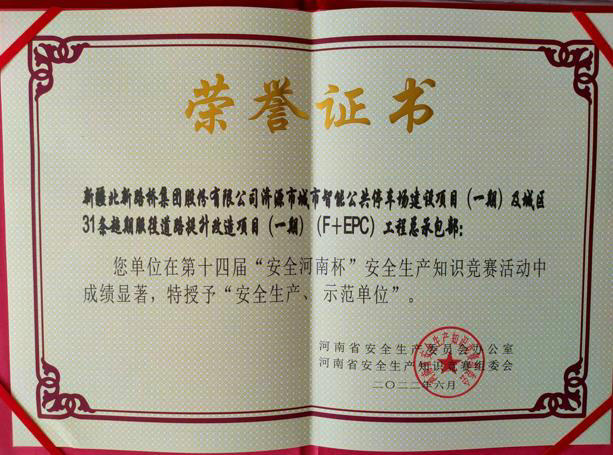 荣誉证书
新疆北新路桥集团股份有限公司济源市城市智能公共停车场建设项目（一期）及城区
31条超期服役道路提升改造项目（一期）（F+EPC）工程总承包部：
您单位在第十四届“安全河南杯”安全生产知识竞赛活动中
成绩显著，特授予“安全生产、示范单位”。
河南省安全生产委员会办公室
河南省安全生产知识竞赛组委会
二〇二二年六月